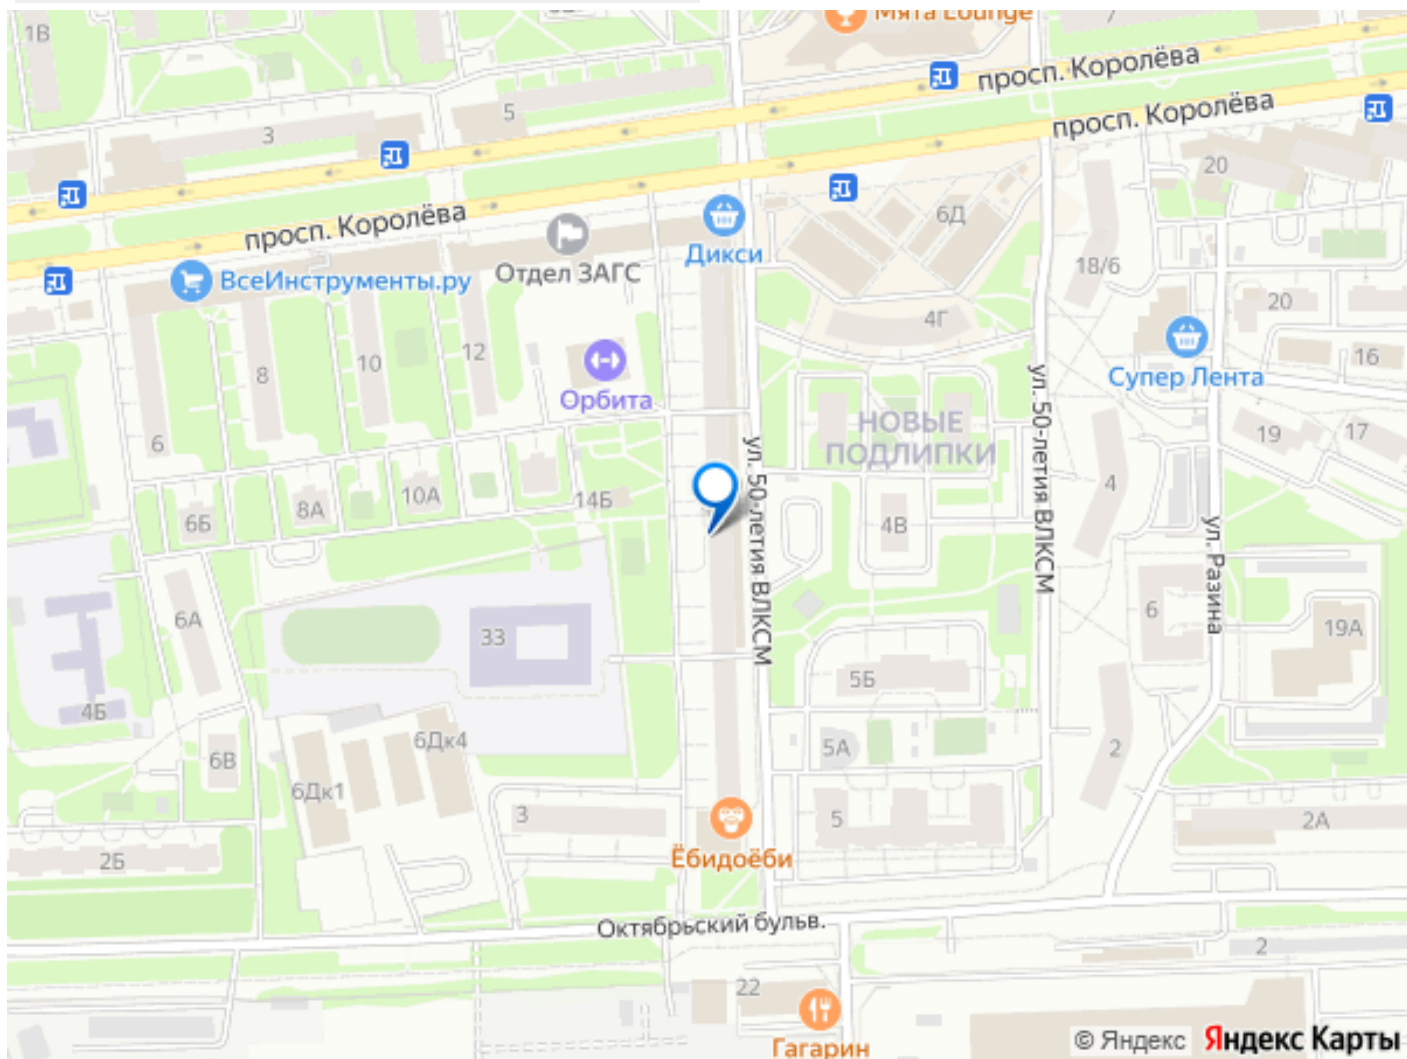 Мята Lounge
1В
7
просп. Королёва
5
просп. Королёва
3
20
просп. Королёва
6Д
Дикси
Отдел ЗАГС
18/6
ВсеИнструменты.ру
20
4Г
12
10
8
16
Супер Лента
Орбита
ул. 50-летия ВЛКСМ
НОВЫЕ
ПОДЛИПКИ
6
19
17
ул. 50-летия ВЛКСМ
4
10А
14Б
8А
6Б
4В
ул. Разина
6А
33
6
19А
5Б
4Б
6Дк4
5А
2
6В
6Дк1
3
5
2А
Ёбидоёби
2Б
Октябрьский бульв.
2
22
Гагарин
© Яндекс Яндекс Карты